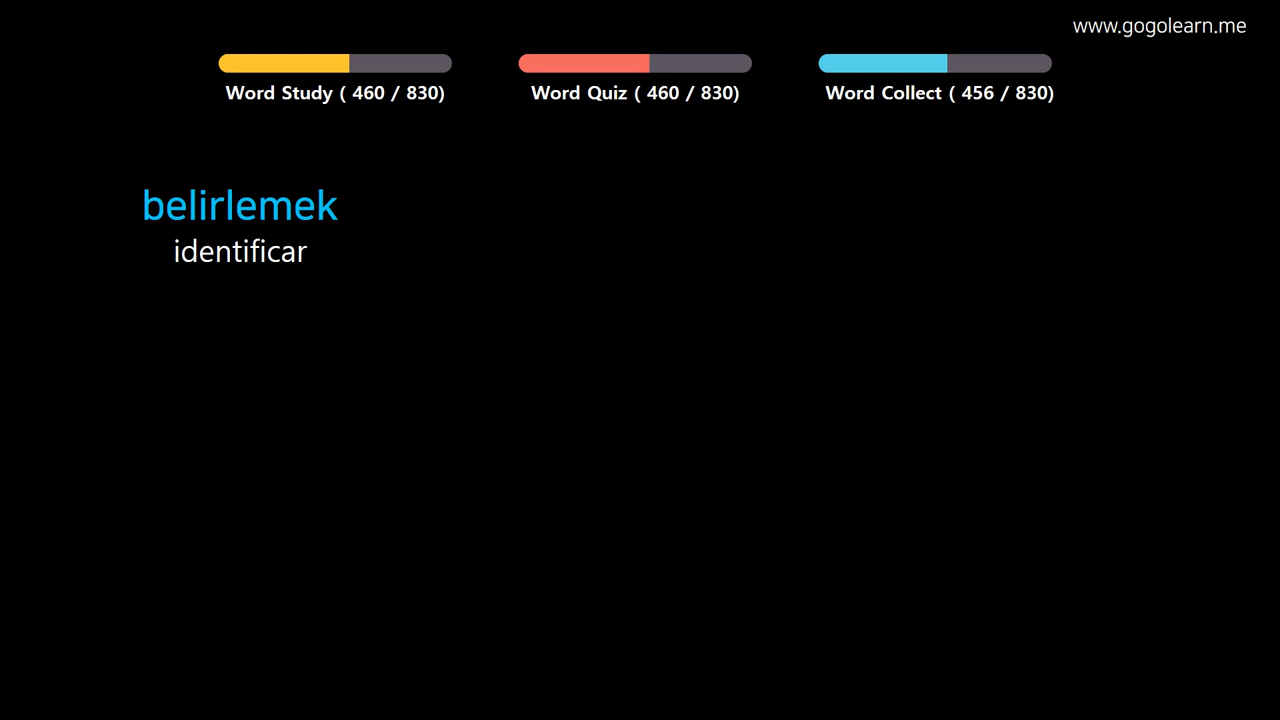 www.gogolearn.me
Word Study ( 460 / 830)
Word Quiz ( 460 / 830)
Word Collect ( 456 / 830)
belirlemek
identificar